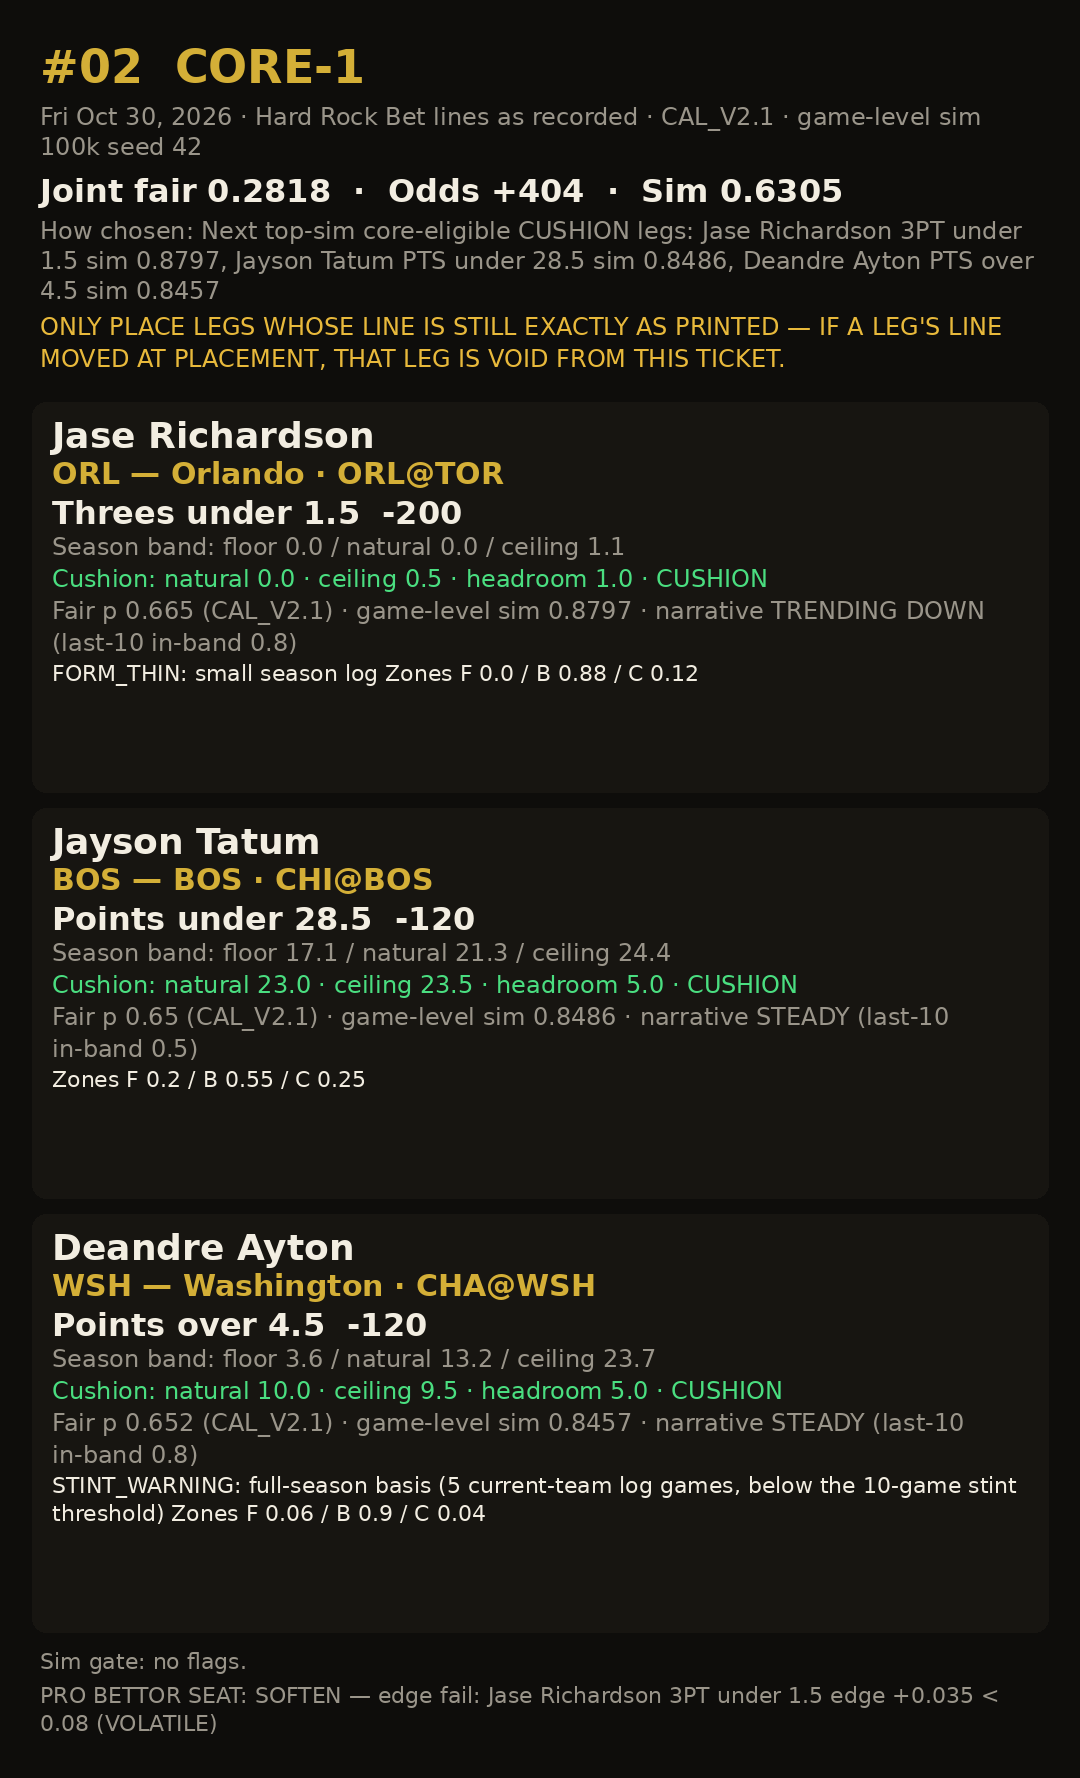 #02 CORE-1
Fri Oct 30, 2026 · Hard Rock Bet lines as recorded · CAL_V2.1 · game-level sim
100k seed 42
Joint fair 0.2818 · Odds +404 · Sim 0.6305
How chosen: Next top-sim core-eligible CUSHION legs: Jase Richardson 3PT under
1.5 sim 0.8797, Jayson Tatum PTS under 28.5 sim 0.8486, Deandre Ayton PTS over
4.5 sim 0.8457
ONLY PLACE LEGS WHOSE LINE IS STILL EXACTLY AS PRINTED — IF A LEG'S LINE
MOVED AT PLACEMENT, THAT LEG IS VOID FROM THIS TICKET.
Jase Richardson
ORL — Orlando · ORL@TOR
Threes under 1.5 -200
Season band: floor 0.0 / natural 0.0 / ceiling 1.1
Cushion: natural 0.0 · ceiling 0.5 · headroom 1.0 · CUSHION
Fair p 0.665 (CAL_V2.1) · game-level sim 0.8797 · narrative TRENDING DOWN
(last-10 in-band 0.8)
FORM_THIN: small season log Zones F 0.0 / B 0.88 / C 0.12
Jayson Tatum
BOS — BOS · CHI@BOS
Points under 28.5 -120
Season band: floor 17.1 / natural 21.3 / ceiling 24.4
Cushion: natural 23.0 · ceiling 23.5 · headroom 5.0 · CUSHION
Fair p 0.65 (CAL_V2.1) · game-level sim 0.8486 · narrative STEADY (last-10
in-band 0.5)
Zones F 0.2 / B 0.55 / C 0.25
Deandre Ayton
WSH — Washington · CHA@WSH
Points over 4.5 -120
Season band: floor 3.6 / natural 13.2 / ceiling 23.7
Cushion: natural 10.0 · ceiling 9.5 · headroom 5.0 · CUSHION
Fair p 0.652 (CAL_V2.1) · game-level sim 0.8457 · narrative STEADY (last-10
in-band 0.8)
STINT_WARNING: full-season basis (5 current-team log games, below the 10-game stint
threshold) Zones F 0.06 / B 0.9 / C 0.04
Sim gate: no flags.
PRO BETTOR SEAT: SOFTEN — edge fail: Jase Richardson 3PT under 1.5 edge +0.035 <
0.08 (VOLATILE)